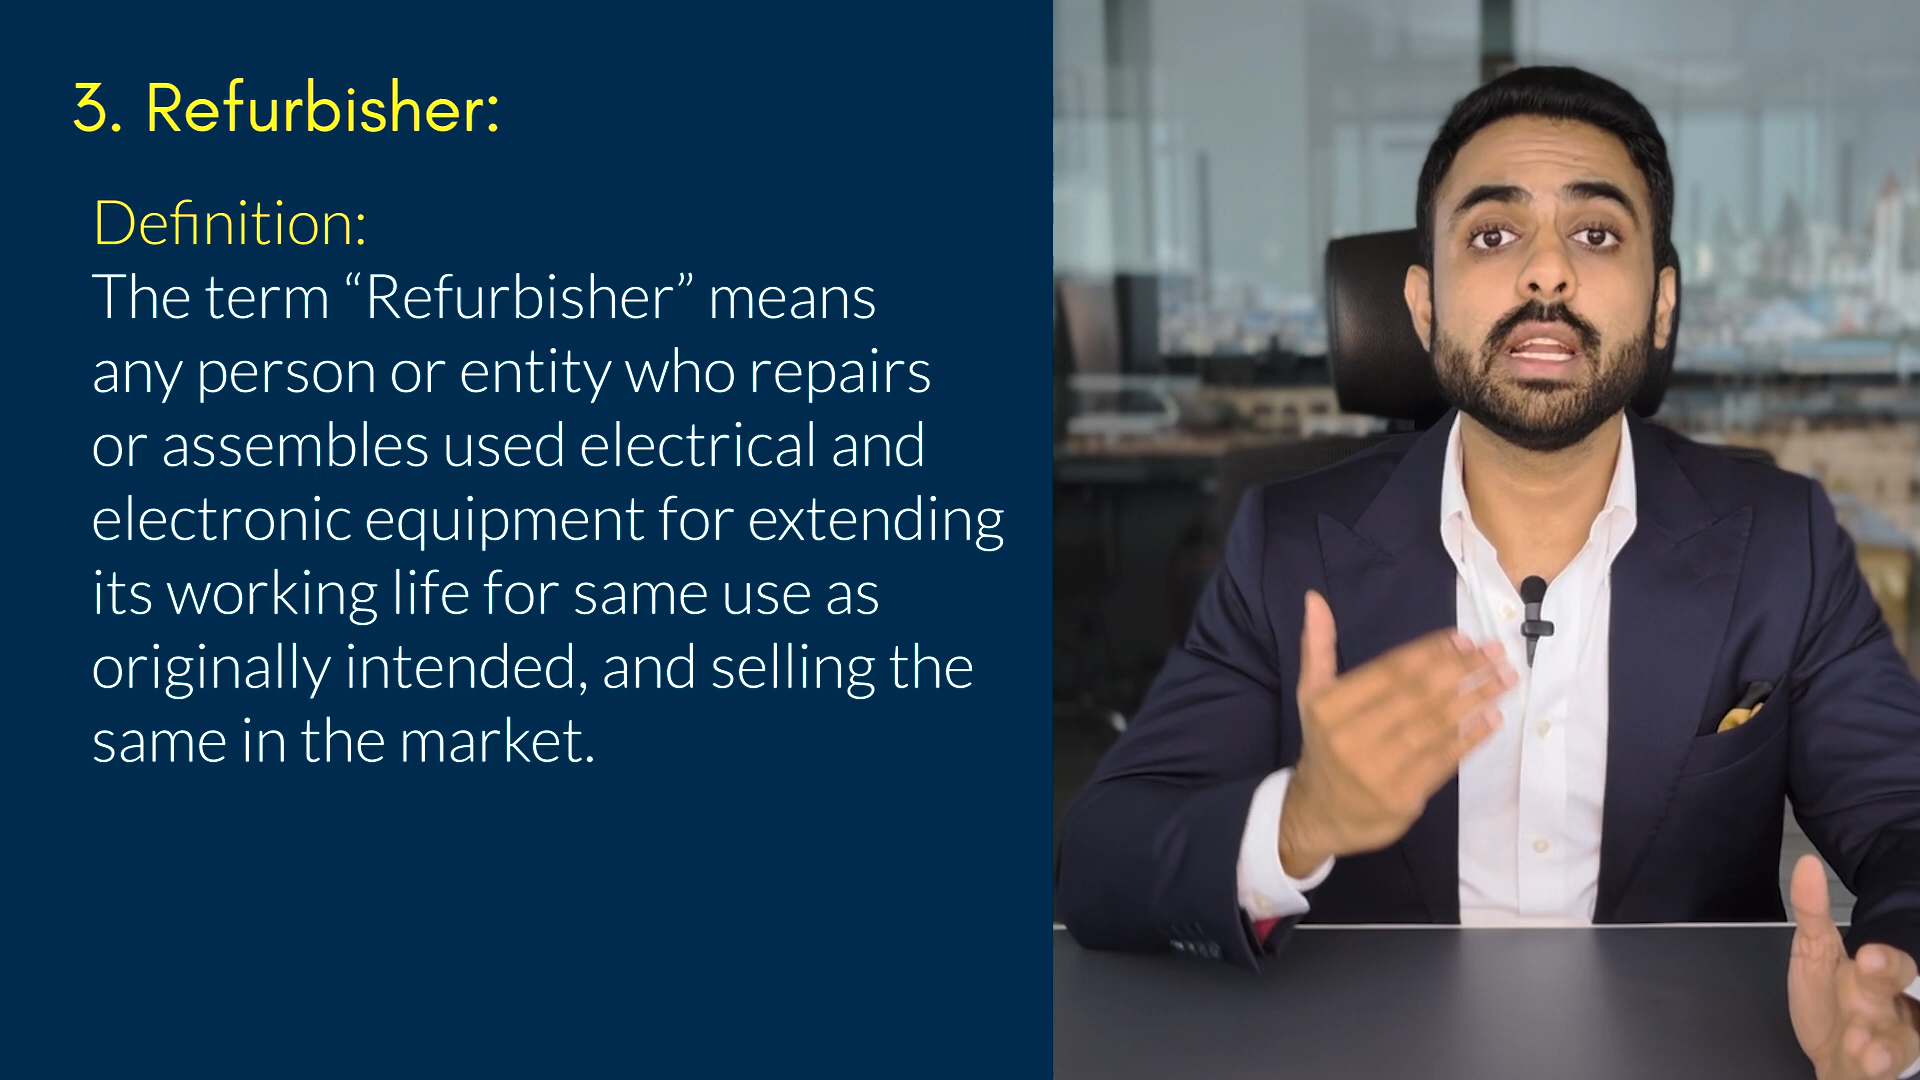 3. Refurbisher:
Definition:
The term “Refurbisher” means
any person or entity who repairs
or assembles used electrical and
electronic equipment for extending
its working life for same use as
originally intended, and selling the
same in the market.